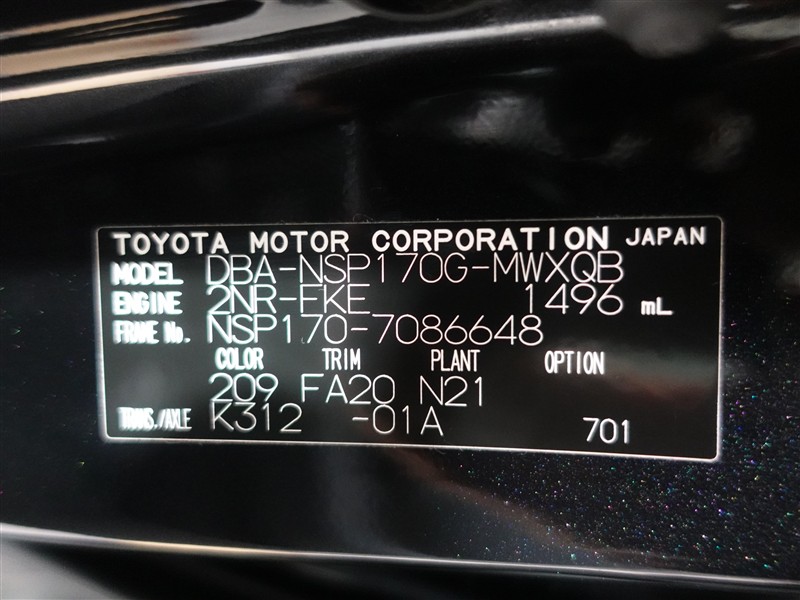 TOYOTA MOTOR CORPORATION JAPAN
MODEL DBA-NSP170G-MWXQB
ENGINE 2NR-FKE 1496 mL
FRAME No. NSP170-7086648
COLOR TRIM PLANT OPTION
209 FA20 N21
TRANS./AXLE K312 -01A 701